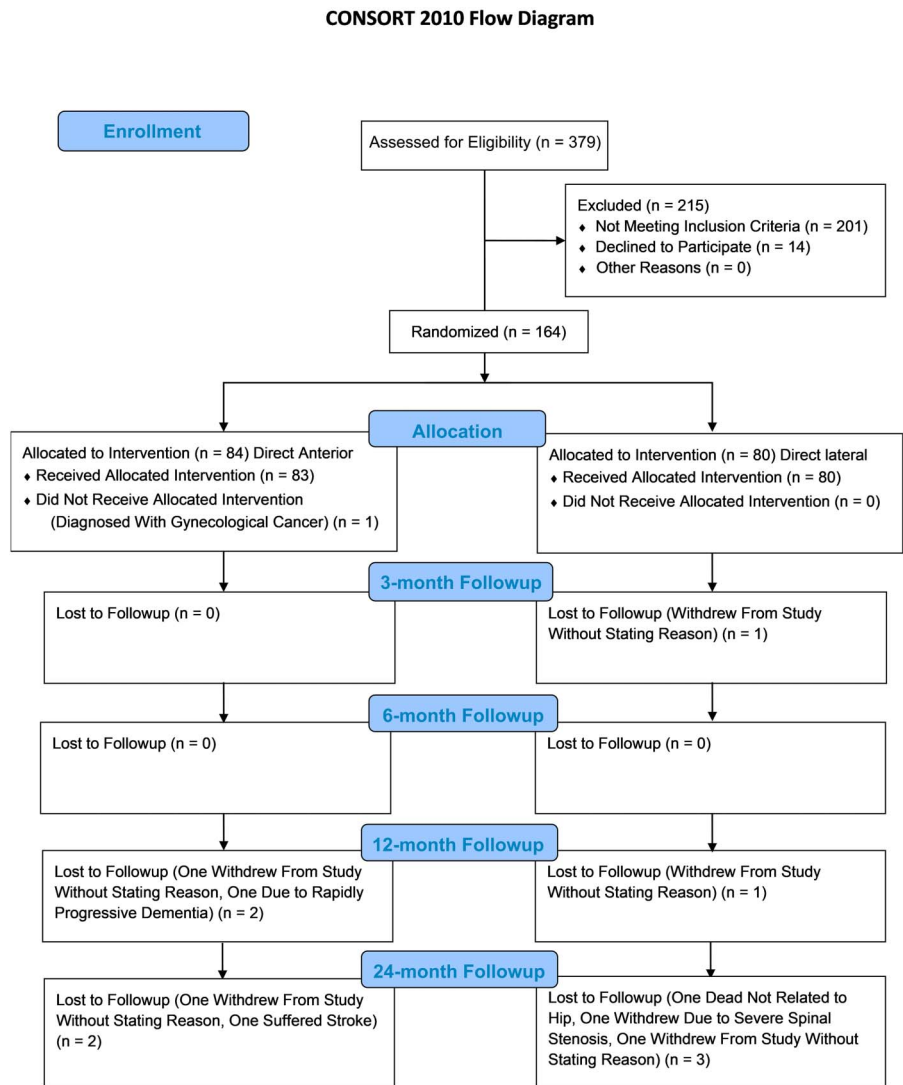 CONSORT 2010 Flow Diagram
Enrollment
Assessed for Eligibility (n = 379)
Excluded (n = 215)
♦ Not Meeting Inclusion Criteria (n = 201)
♦ Declined to Participate (n = 14)
♦ Other Reasons (n = 0)
Randomized (n = 164)
Allocation
Allocated to Intervention (n = 84) Direct Anterior
♦ Received Allocated Intervention (n = 83)
♦ Did Not Receive Allocated Intervention
(Diagnosed With Gynecological Cancer) (n = 1)
Allocated to Intervention (n = 80) Direct lateral
♦ Received Allocated Intervention (n = 80)
♦ Did Not Receive Allocated Intervention (n = 0)
3-month Followup
Lost to Followup (n = 0)
Lost to Followup (Withdrew From Study
Without Stating Reason) (n = 1)
6-month Followup
Lost to Followup (n = 0)
Lost to Followup (n = 0)
12-month Followup
Lost to Followup (One Withdrew From Study
Without Stating Reason, One Due to Rapidly
Progressive Dementia) (n = 2)
Lost to Followup (Withdrew From Study
Without Stating Reason) (n = 1)
24-month Followup
Lost to Followup (One Withdrew From Study
Without Stating Reason, One Suffered Stroke)
(n = 2)
Lost to Followup (One Dead Not Related to
Hip, One Withdrew Due to Severe Spinal
Stenosis, One Withdrew From Study Without
Stating Reason) (n = 3)